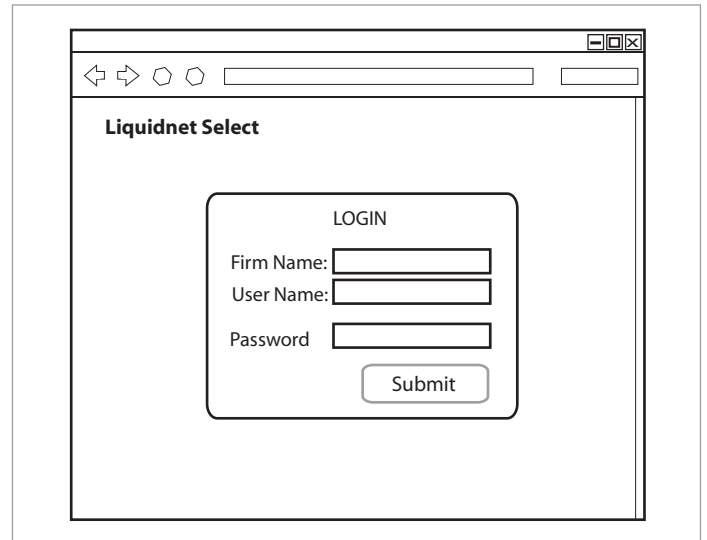 Liquidnet Select
LOGIN
Firm Name:
User Name:
Password
Submit